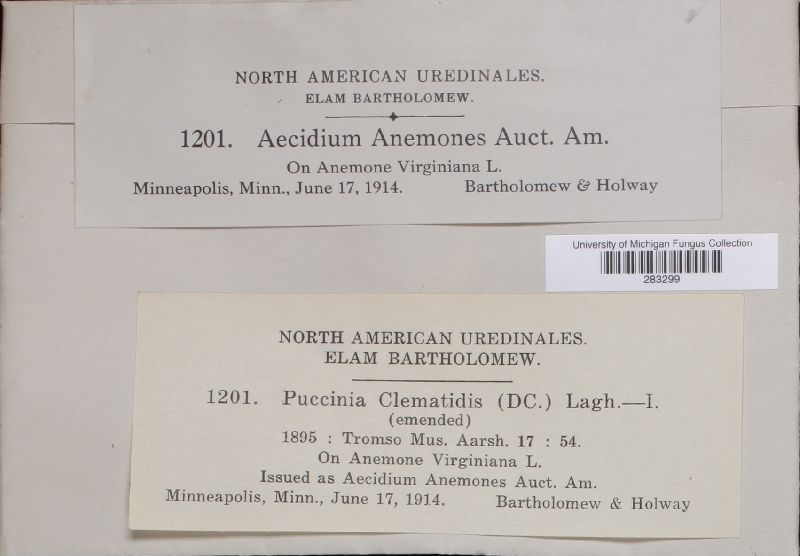 NORTH AMERICAN UREDINALES.
ELAM BARTHOLOMEW.
1201. Aecidium Anemones Auct. Am.
On Anemone Virginiana L.
Minneapolis, Minn., June 17, 1914. Bartholomew & Holway
University of Michigan Fungus Collection
283299
NORTH AMERICAN UREDINALES.
ELAM BARTHOLOMEW.
1201. Puccinia Clematidis (DC.) Lagh.—I.
(emended)
1895 : Tromso Mus. Aarsh. 17 : 54.
On Anemone Virginiana L.
Issued as Aecidium Anemones Auct. Am.
Minneapolis, Minn., June 17, 1914. Bartholomew & Holway